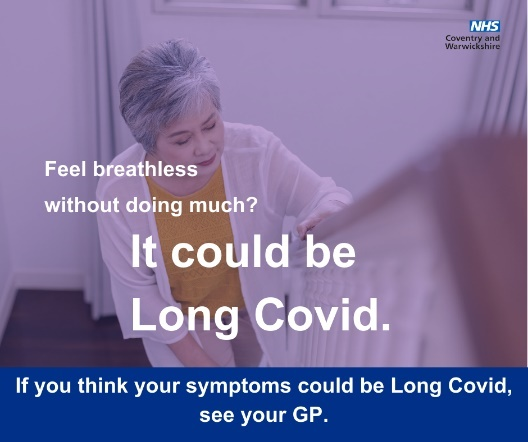 NHS
Coventry and
Warwickshire
Feel breathless
without doing much?
It could be
Long Covid.
If you think your symptoms could be Long Covid,
see your GP.